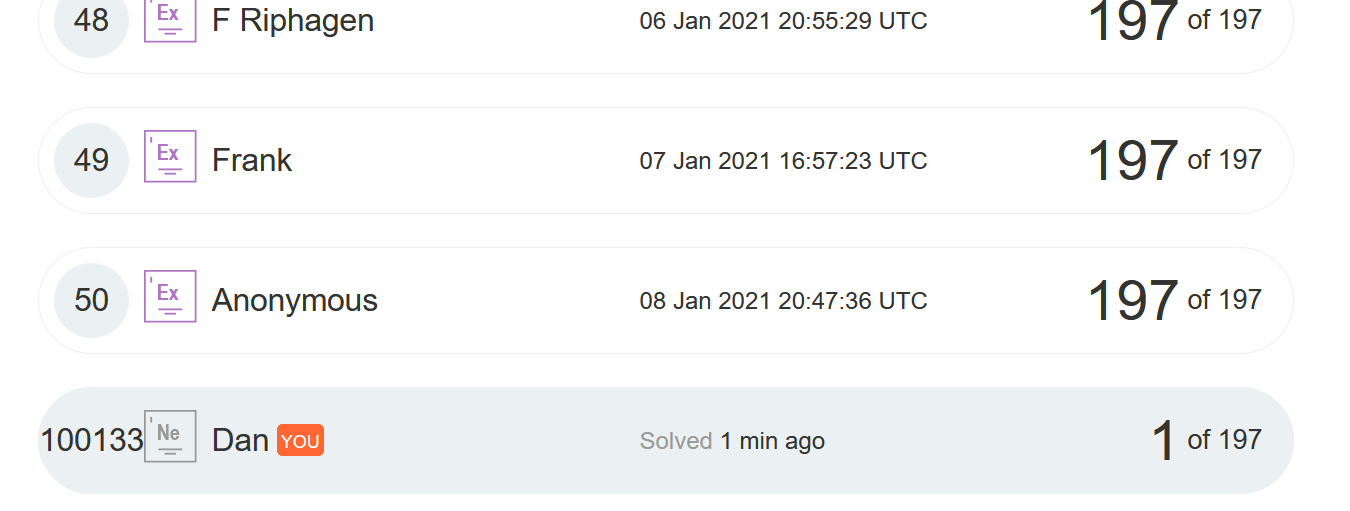 48 Ex F Riphagen 06 Jan 2021 20:55:29 UTC 197 of 197
49 Ex Frank 07 Jan 2021 16:57:23 UTC 197 of 197
50 Ex Anonymous 08 Jan 2021 20:47:36 UTC 197 of 197
100133 Ne Dan YOU Solved 1 min ago 1 of 197